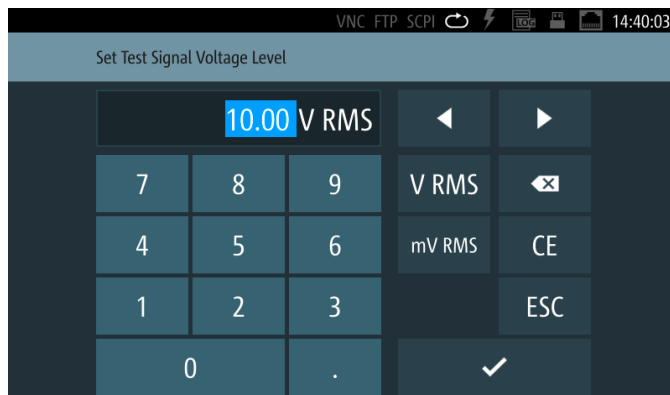 VNC FTP SCPI LOG 14:40:03
Set Test Signal Voltage Level
10.00 V RMS
7 8 9 V RMS
4 5 6 mV RMS CE
1 2 3 ESC
0 .